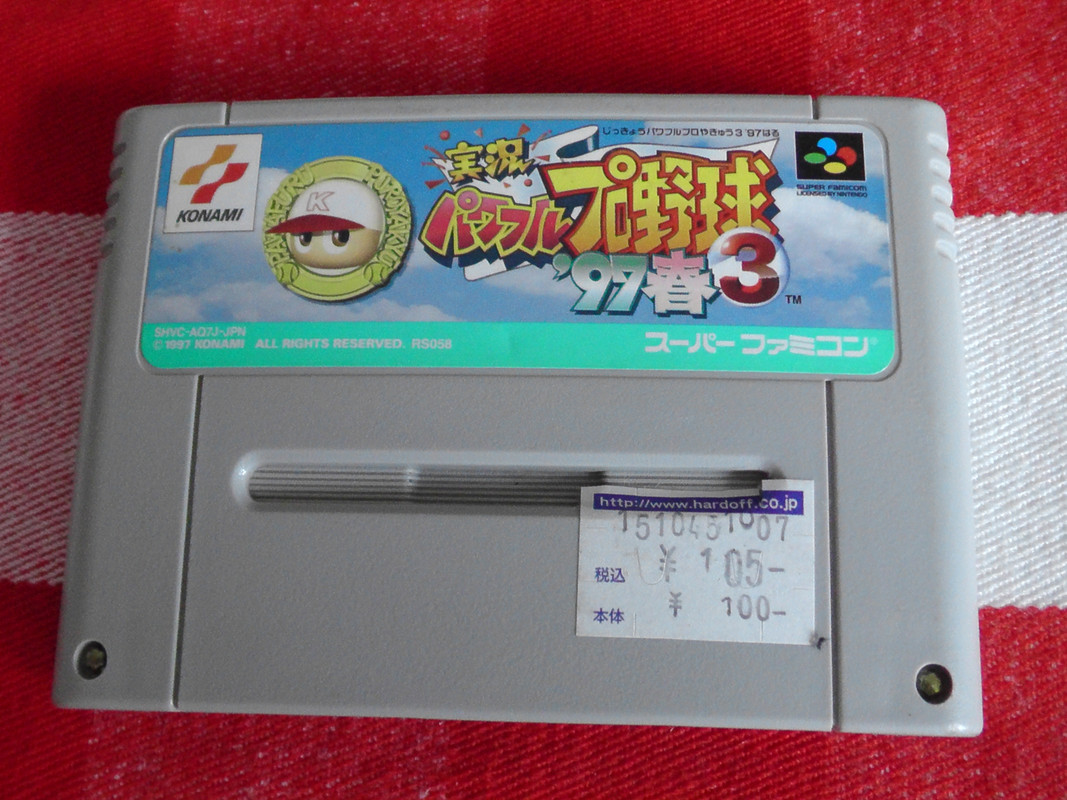 KONAMI
PAWAFURU
PUROYAKYU
K
じっきょうパワフルプロやきゅう3'97はる
実況
パワフルプロ野球3
'97春
TM
SUPER FAMICOM
LICENSED BY NINTENDO
SHVC-AQ7J-JPN
© 1997 KONAMI ALL RIGHTS RESERVED. RS058
スーパーファミコン®
http://www.hardoff.co.jp
1510451007
税込 ¥ 105-
本体 ¥ 100-